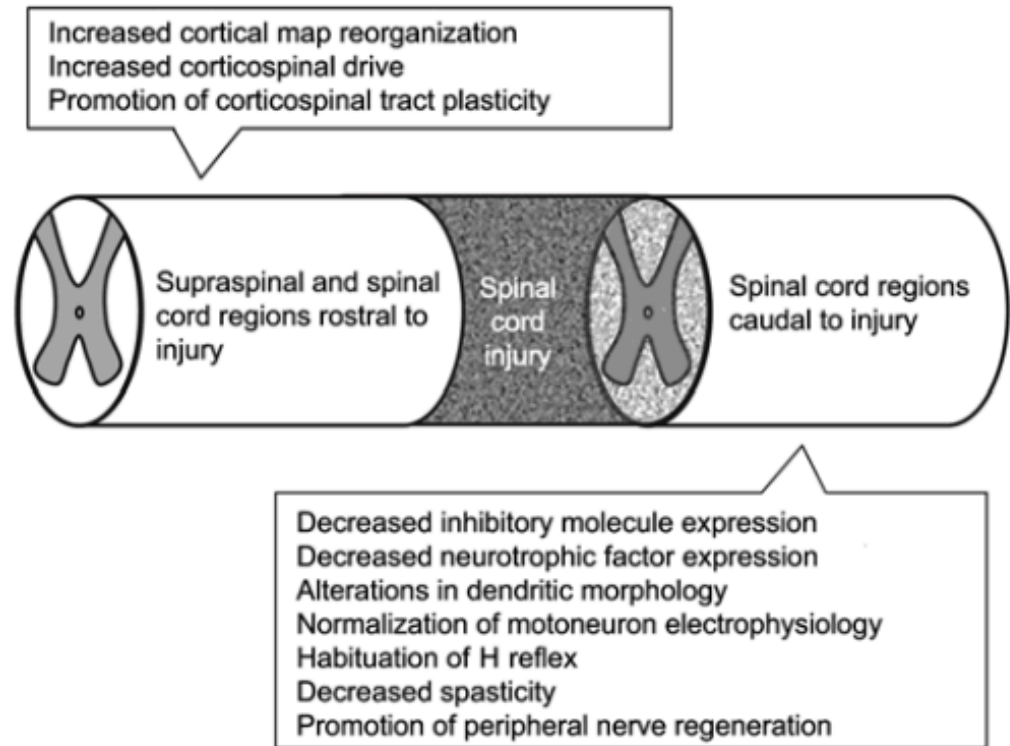 Increased cortical map reorganization
Increased corticospinal drive
Promotion of corticospinal tract plasticity
Supraspinal and spinal
cord regions rostral to
injury
Spinal
cord
injury
Spinal cord regions
caudal to injury
Decreased inhibitory molecule expression
Decreased neurotrophic factor expression
Alterations in dendritic morphology
Normalization of motoneuron electrophysiology
Habituation of H reflex
Decreased spasticity
Promotion of peripheral nerve regeneration